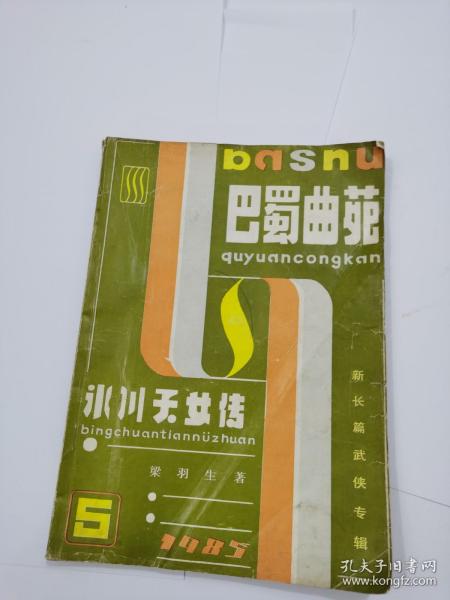 bashu
巴蜀曲苑
quyuancongkan
冰川天女传
bingchuantiannüzhuan
梁羽生著
新长篇武侠专辑
5
1985
孔夫子旧书网
www.kongfz.com